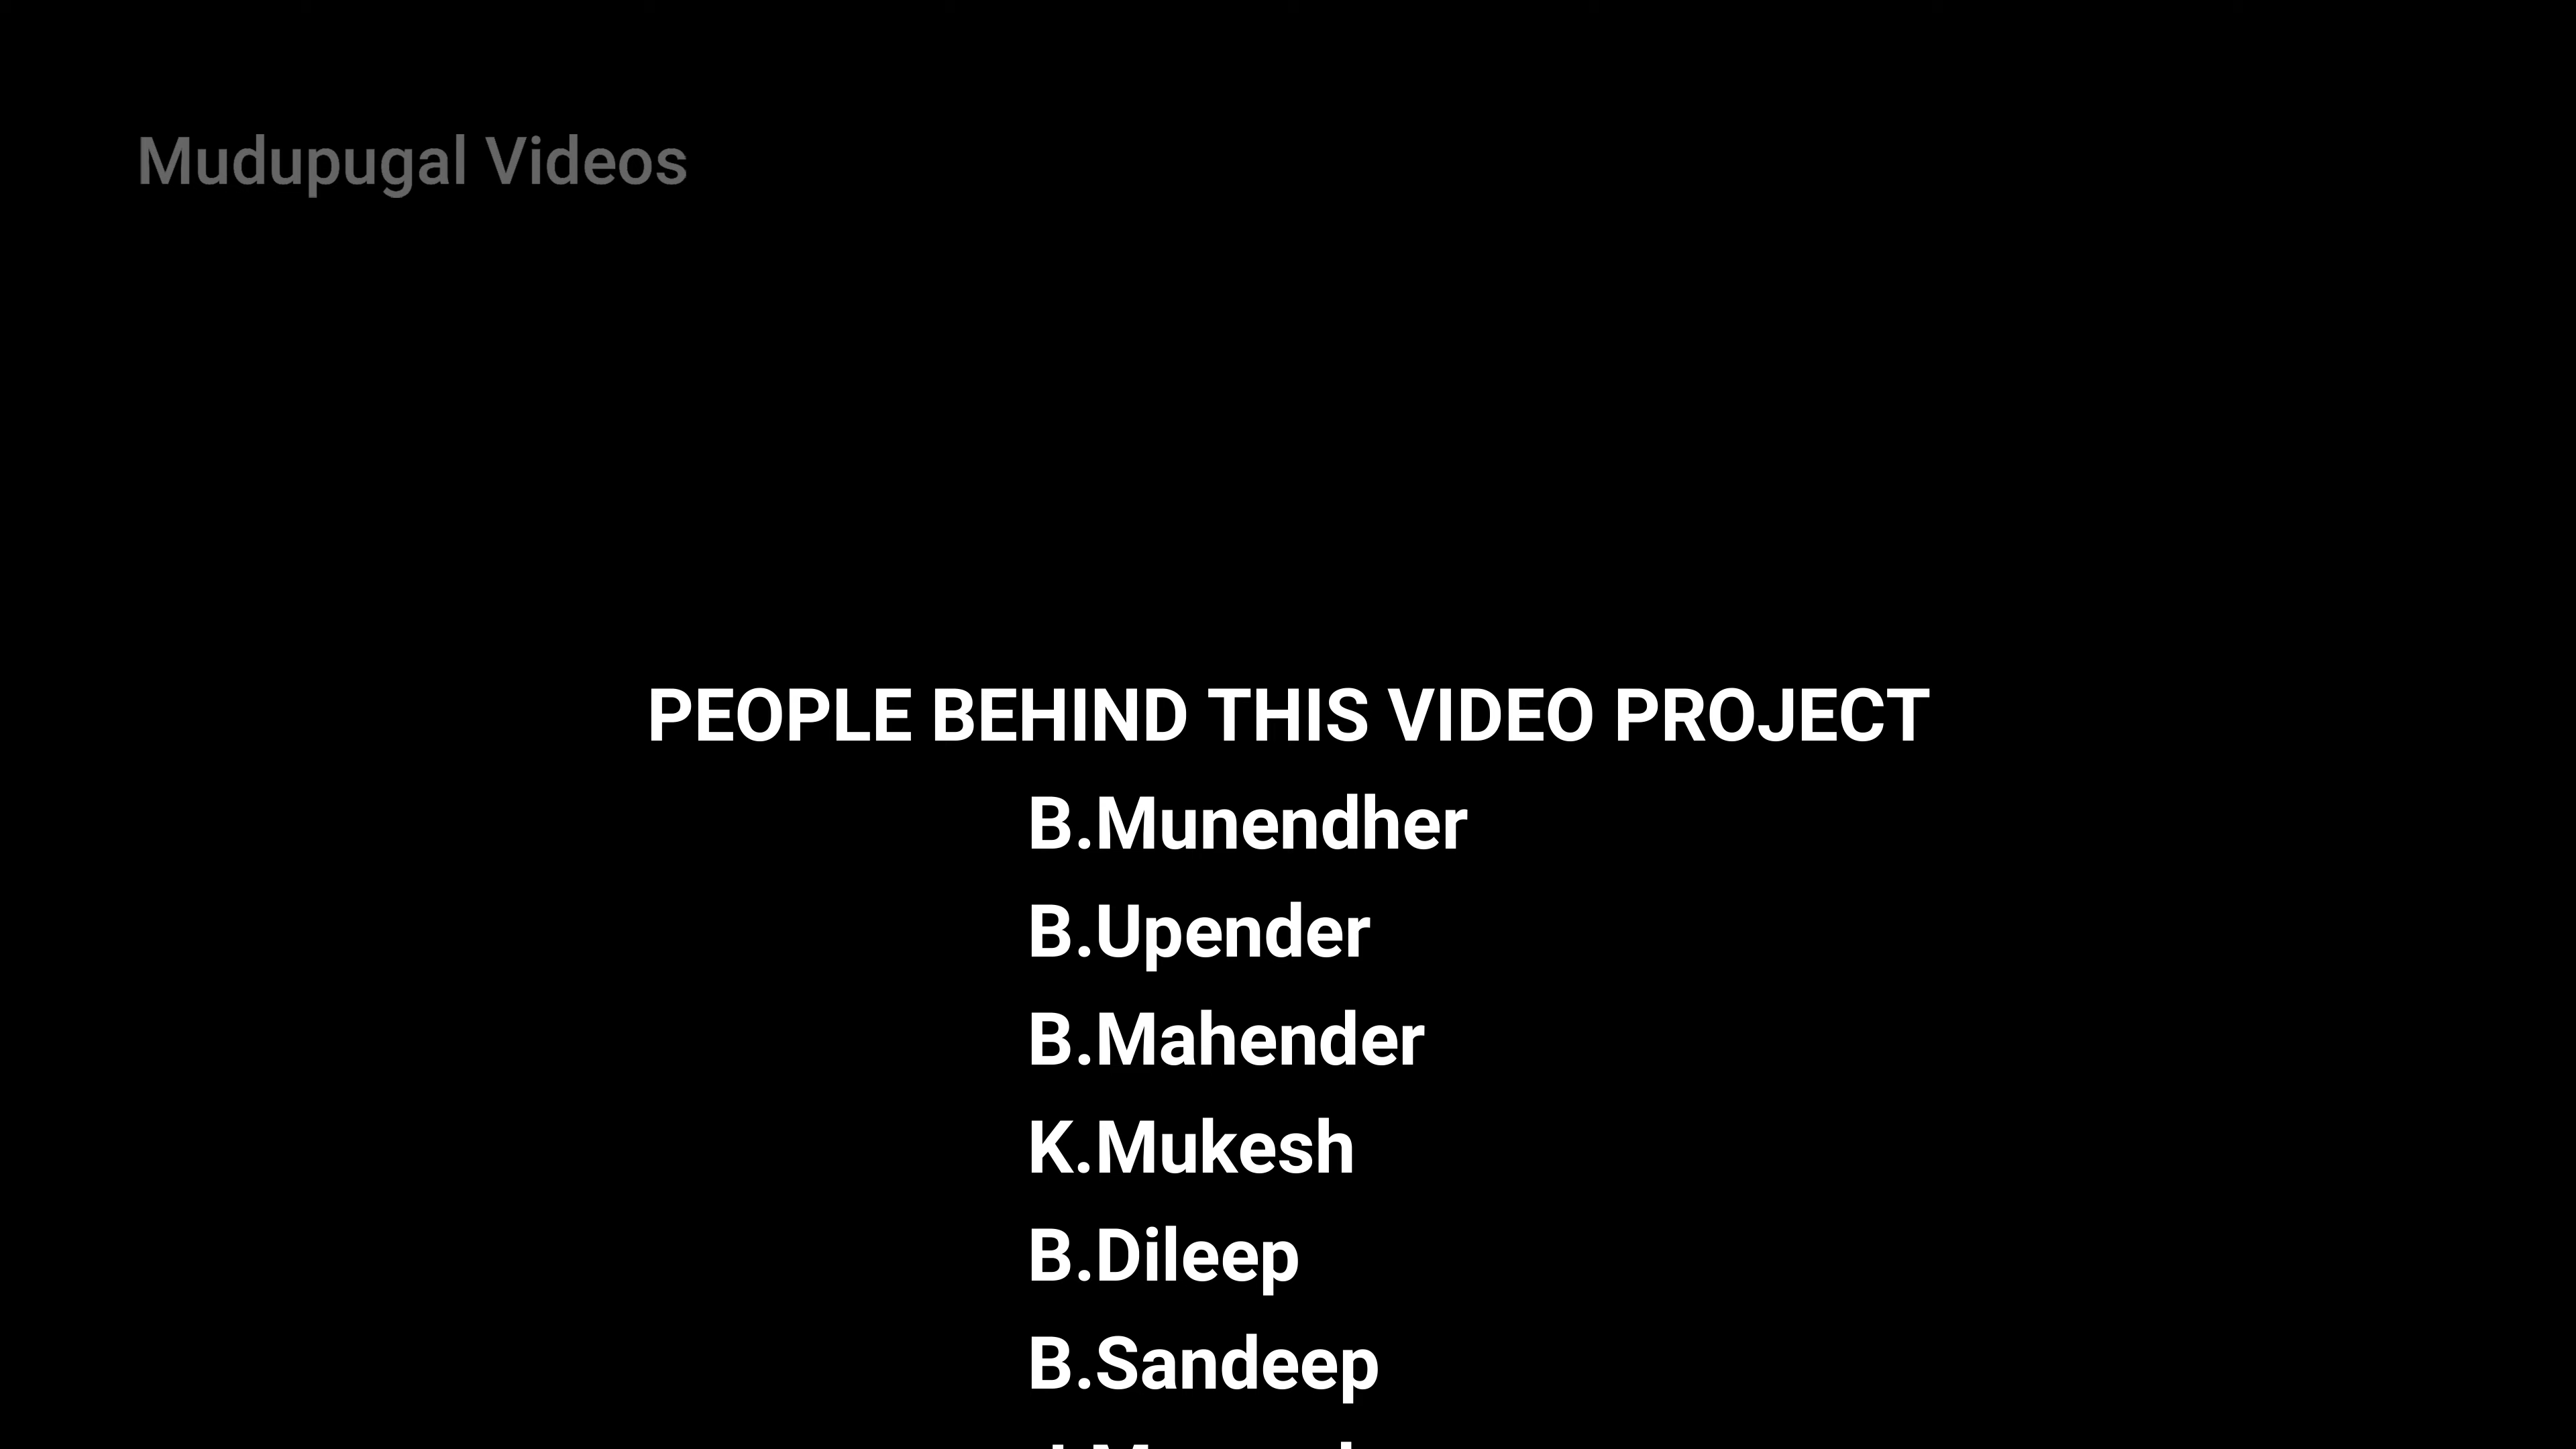 Mudupugal Videos
PEOPLE BEHIND THIS VIDEO PROJECT
B.Munendher
B.Upender
B.Mahender
K.Mukesh
B.Dileep
B.Sandeep